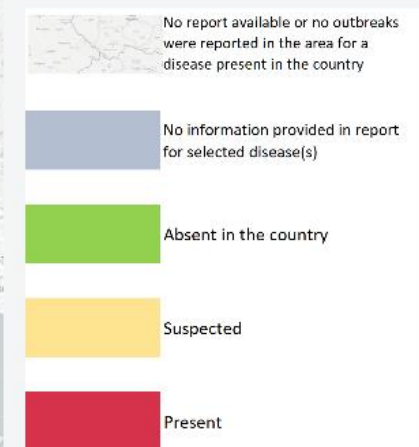 No report available or no outbreaks
were reported in the area for a
disease present in the country
No information provided in report
for selected disease(s)
Absent in the country
Suspected
Present